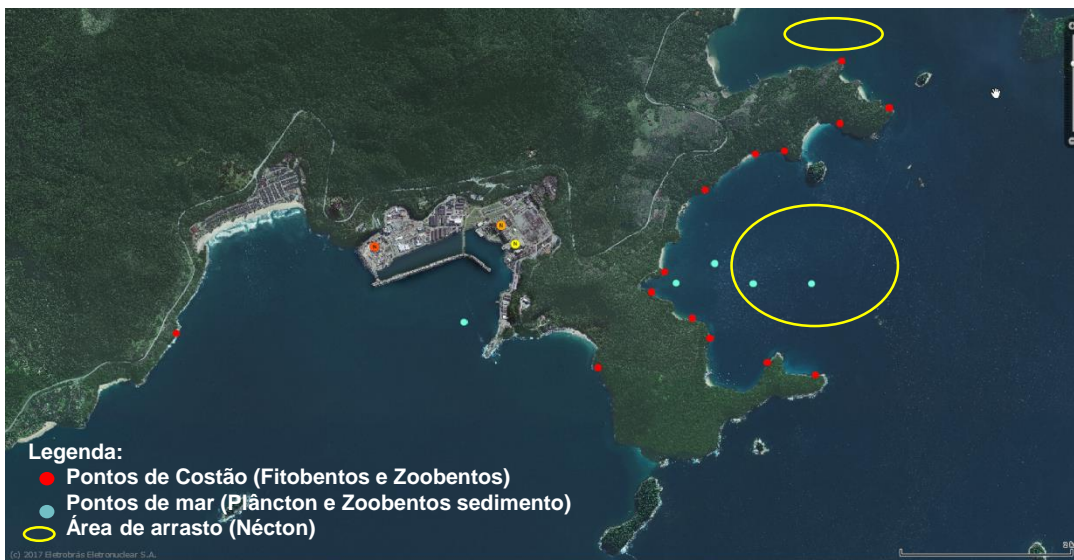 Legenda:
Pontos de Costão (Fitobentos e Zoobentos)
Pontos de mar (Plâncton e Zoobentos sedimento)
Área de arrasto (Nécton)
(c) 2017 Eletrobrás Eletronuclear S.A.
80